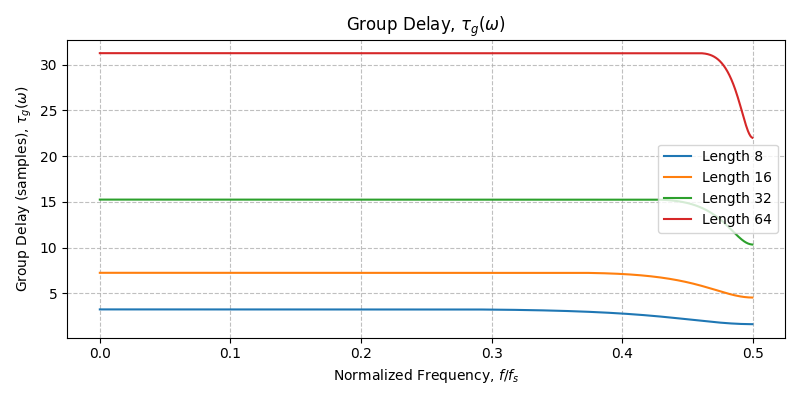 Group Delay, τg(ω)
Group Delay (samples), τg(ω)
30
25
20
15
10
5
0.0 0.1 0.2 0.3 0.4 0.5
Normalized Frequency, f/fs
Length 8
Length 16
Length 32
Length 64